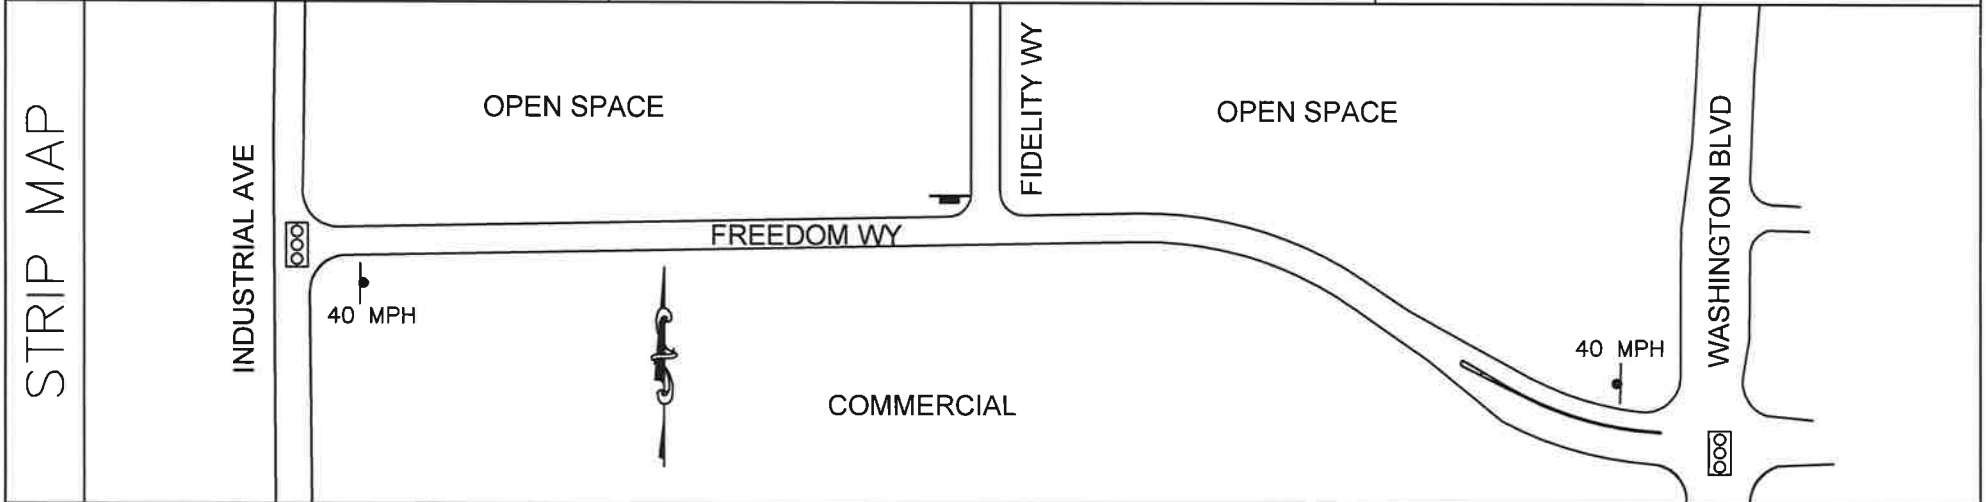 STRIP MAP
INDUSTRIAL AVE
OPEN SPACE
FIDELITY WY
OPEN SPACE
WASHINGTON BLVD
FREEDOM WY
40 MPH
40 MPH
COMMERCIAL